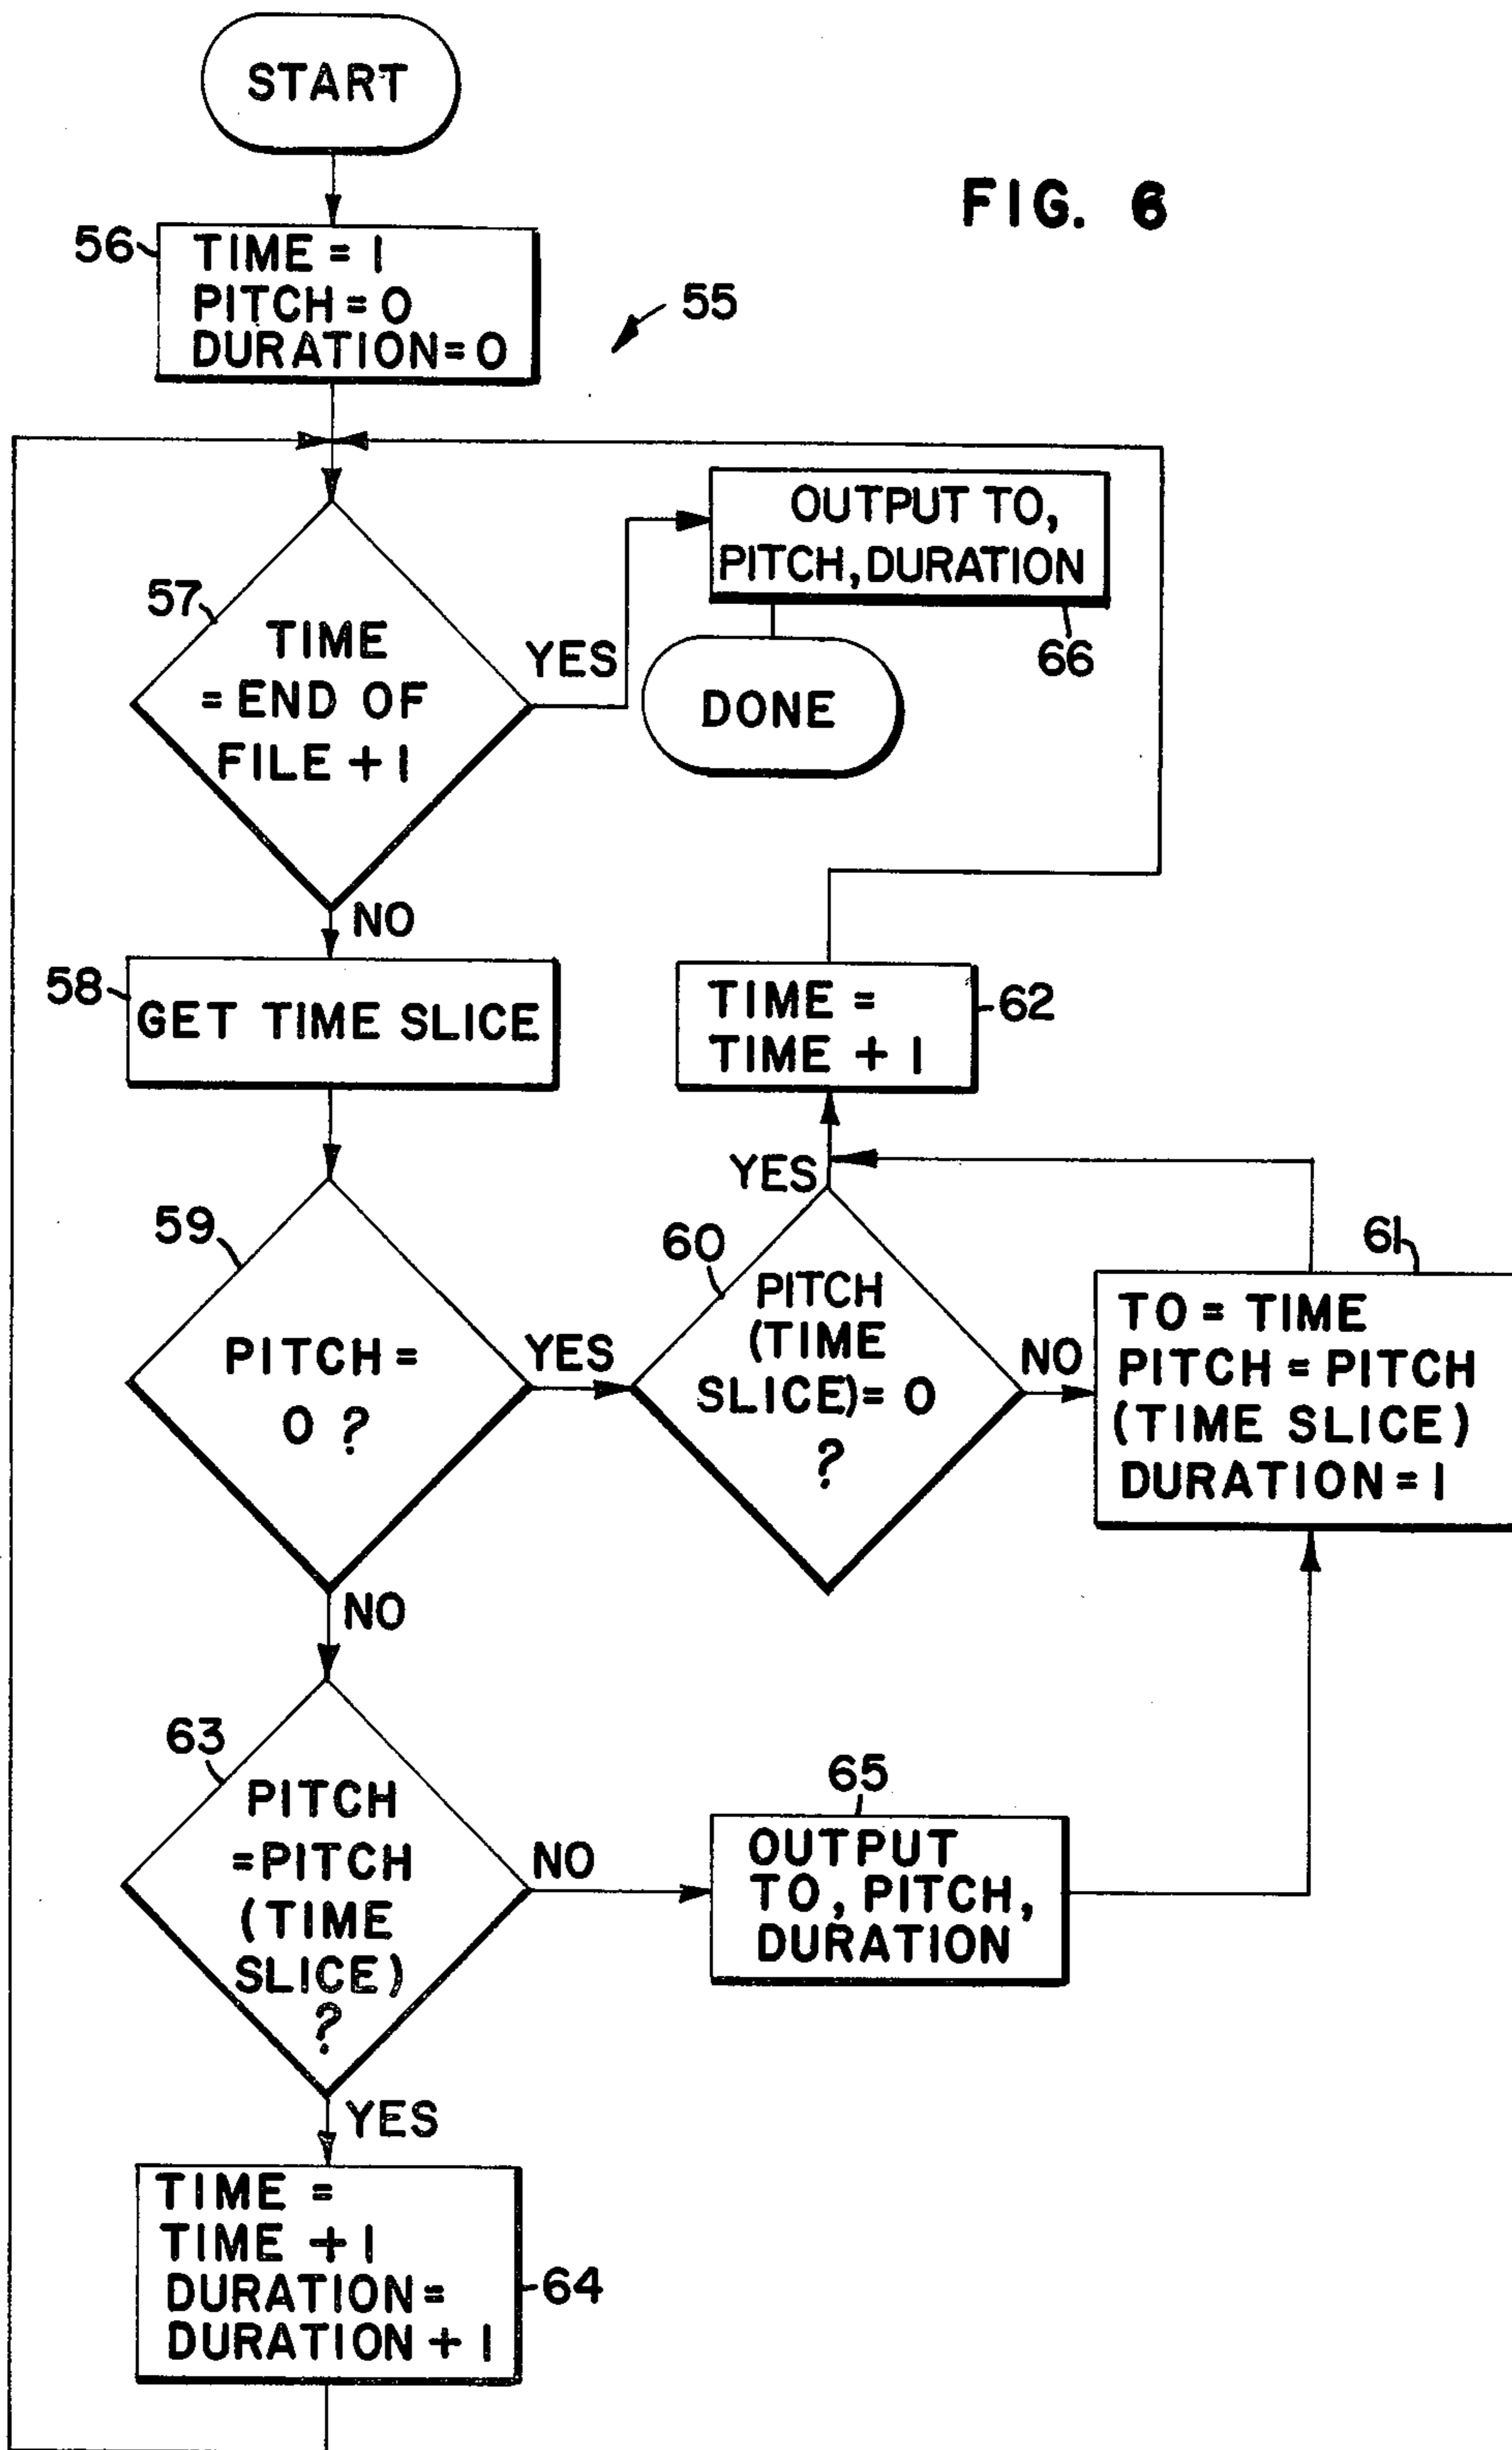 START
FIG. 6
56
TIME = 1
PITCH = 0
DURATION = 0
55
57
TIME
= END OF
FILE + 1
YES
OUTPUT TO,
PITCH, DURATION
66
DONE
NO
58
GET TIME SLICE
TIME =
TIME + 1
62
59
PITCH =
0 ?
YES
60
YES
PITCH
(TIME
SLICE) = 0
?
NO
61
TO = TIME
PITCH = PITCH
(TIME SLICE)
DURATION = 1
NO
63
PITCH
=PITCH
(TIME
SLICE)
?
NO
65
OUTPUT
TO, PITCH,
DURATION
YES
TIME =
TIME + 1
DURATION =
DURATION + 1
64